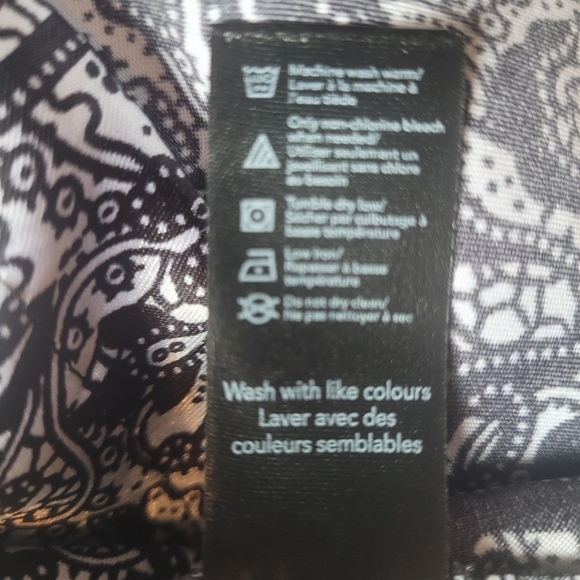 Machine wash warm/
Laver à la machine à
l'eau tiède
Only non-chlorine bleach
when needed/
Utiliser seulement un
javellisant sans chlore
au besoin
Tumble dry low/
Sécher par culbutage à
basse température
Low iron/
Repasser à basse
température
Do not dry clean/
Ne pas nettoyer à sec
Wash with like colours
Laver avec des
couleurs semblables